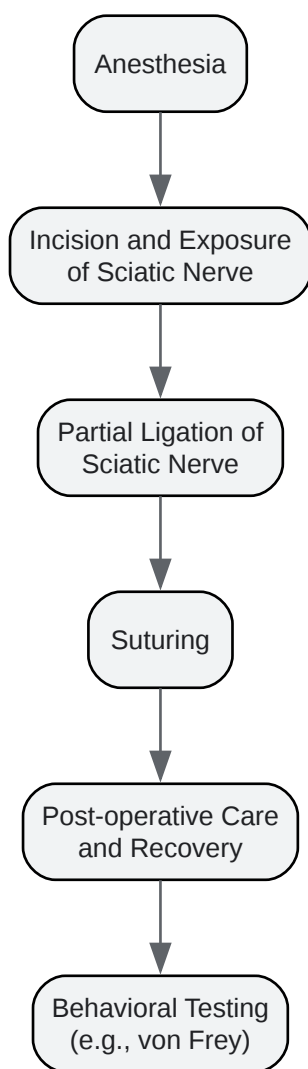 Anesthesia
Incision and Exposure
of Sciatic Nerve
Partial Ligation of
Sciatic Nerve
Suturing
Post-operative Care
and Recovery
Behavioral Testing
(e.g., von Frey)